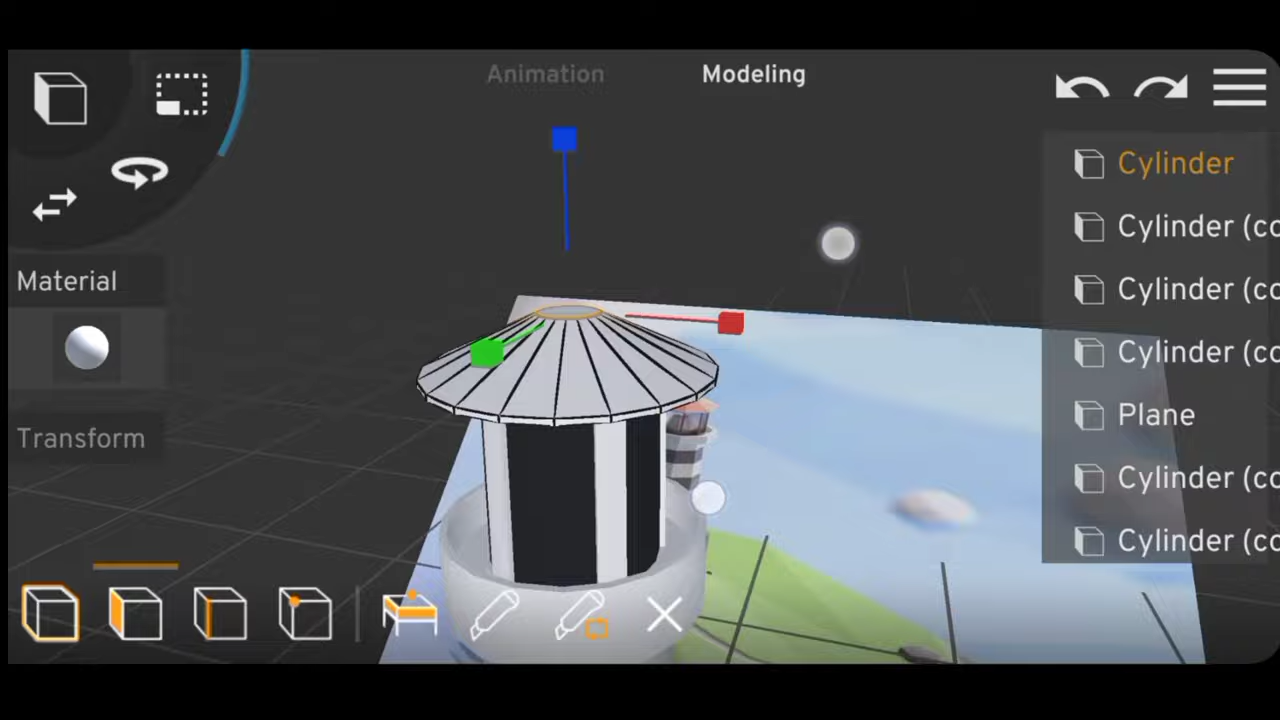 Animation Modeling
Material
Transform
Cylinder
Cylinder (co
Cylinder (co
Cylinder (co
Plane
Cylinder (co
Cylinder (co